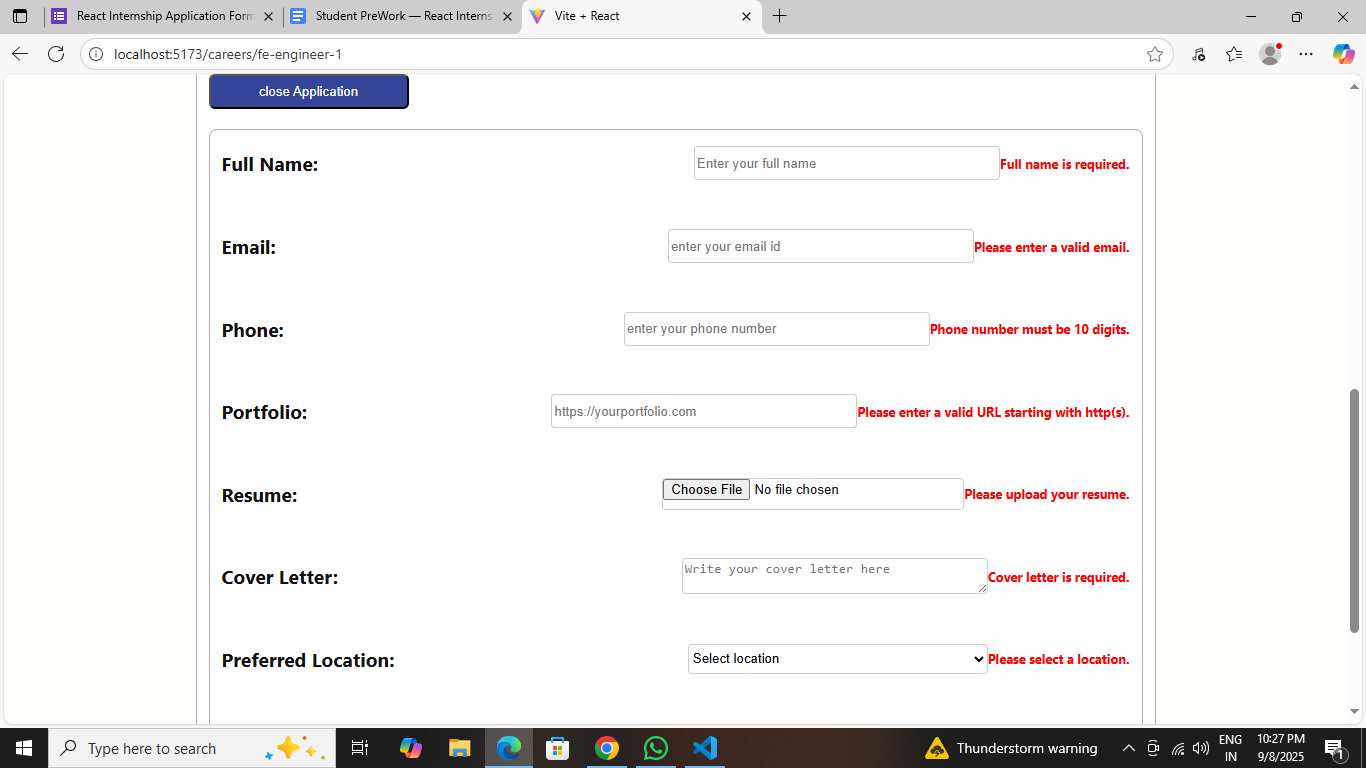 React Internship Application Form
Student PreWork — React Interns
Vite + React
localhost:5173/careers/fe-engineer-1
close Application
Full Name:
Enter your full name
Full name is required.
Email:
enter your email id
Please enter a valid email.
Phone:
enter your phone number
Phone number must be 10 digits.
Portfolio:
https://yourportfolio.com
Please enter a valid URL starting with http(s).
Resume:
Choose File No file chosen
Please upload your resume.
Cover Letter:
Write your cover letter here
Cover letter is required.
Preferred Location:
Select location
Please select a location.
Type here to search
Thunderstorm warning
ENG
IN
10:27 PM
9/8/2025
1